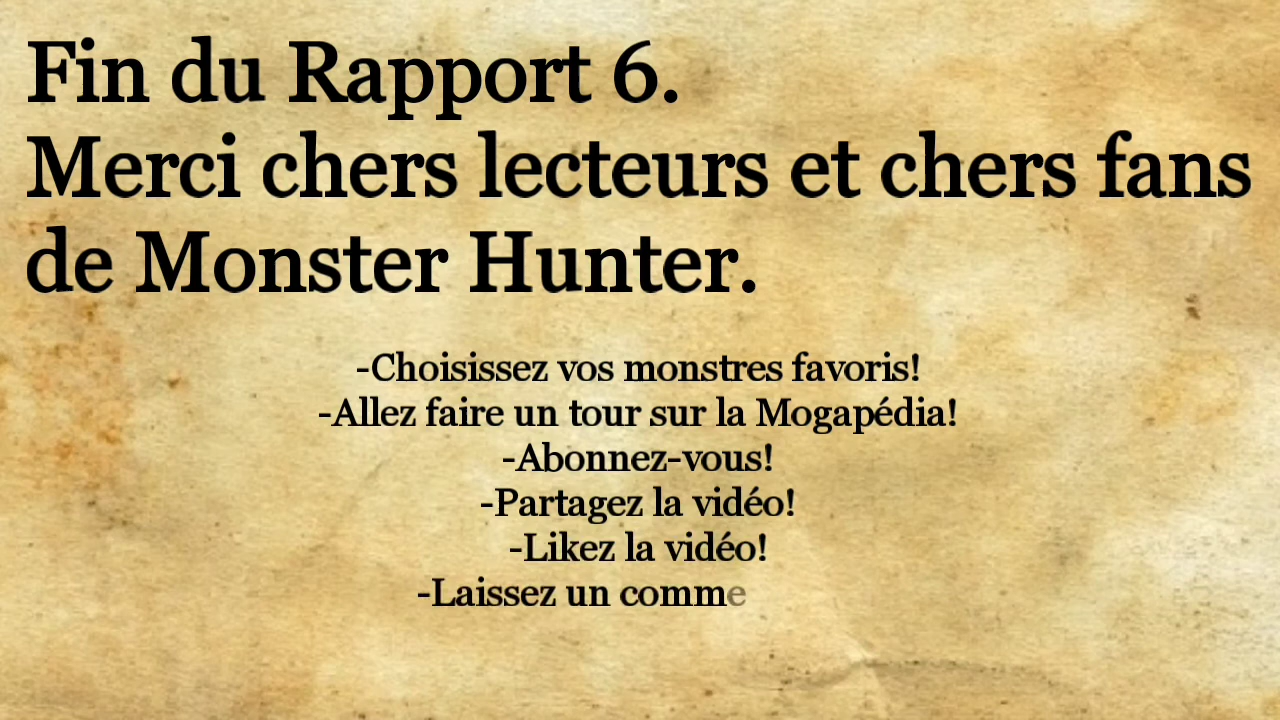 Fin du Rapport 6.
Merci chers lecteurs et chers fans
de Monster Hunter.
-Choisissez vos monstres favoris!
-Allez faire un tour sur la Mogapédia!
-Abonnez-vous!
-Partagez la vidéo!
-Likez la vidéo!
-Laissez un comme